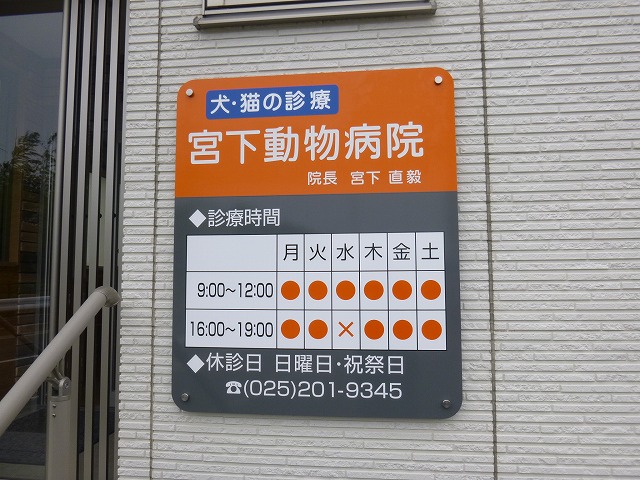 犬・猫の診療
宮下動物病院
院長 宮下 直毅
◆診療時間
月 火 水 木 金 土
9:00～12:00 ● ● ● ● ● ●
16:00～19:00 ● ● × ● ● ●
◆休診日 日曜日・祝祭日
☎(025)201-9345